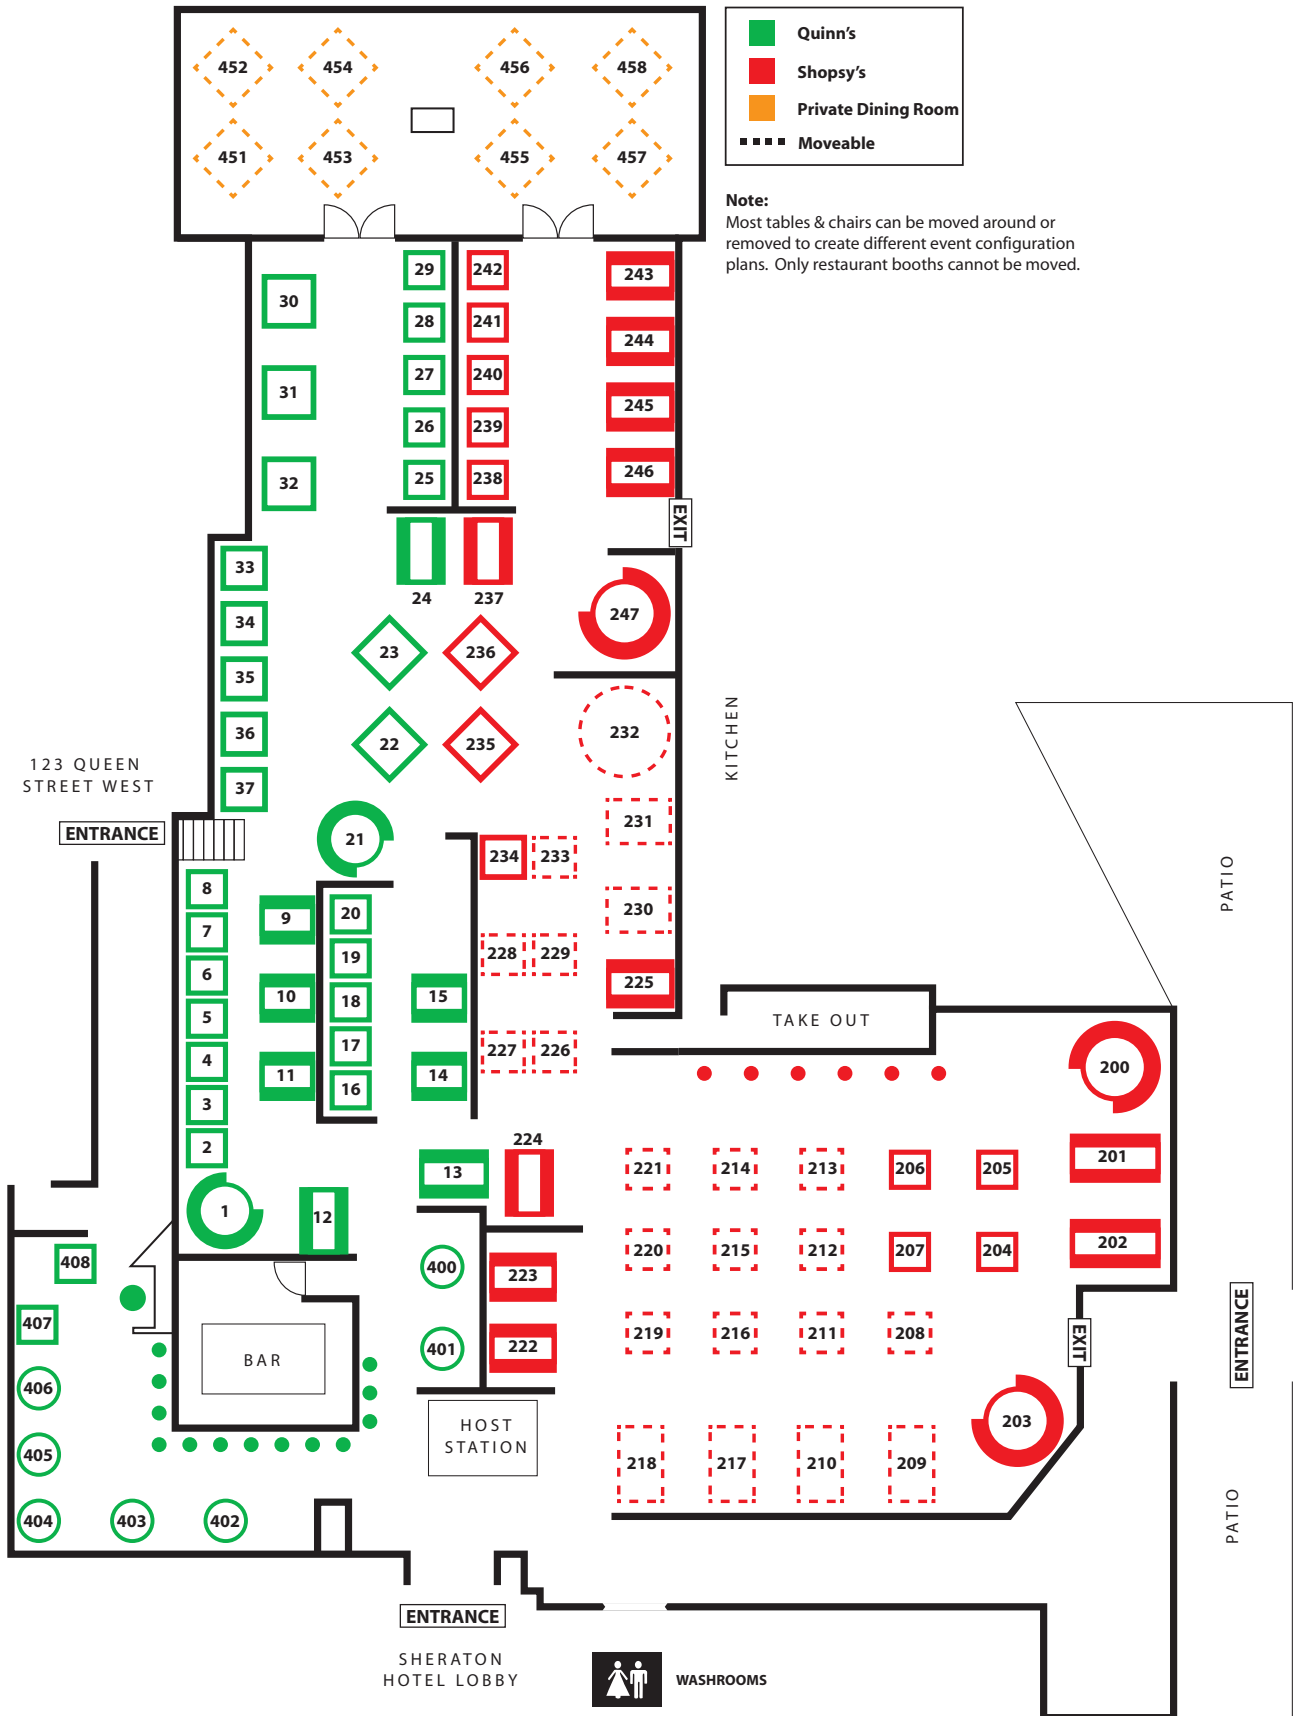 Quinn's
Shopsy's
Private Dining Room
Moveable
Note:
Most tables & chairs can be moved around or
removed to create different event configuration
plans. Only restaurant booths cannot be moved.
452 454 456 458
451 453 455 457
29 242 243
30
28 241 244
27 240
31 245
26 239
246
32 25 238
EXIT
33
24 237
34 247
23 236
35
36 22 235 232
KITCHEN
123 QUEEN
STREET WEST
37
231
ENTRANCE
21
234 233
8
PATIO
9 20 230
7
19 228 229
6
225
10 18 15
5
TAKE OUT
17 227 226
4
200
11 16 14
3
224
2
13 221 214 213 206 205 201
1 12
220 215 212 207 204 202
408 400
223
407
219 216 211 208
ENTRANCE
EXIT
401 222
BAR
406
203
HOST
STATION
405
218 217 210 209
404 403 402
PATIO
ENTRANCE
SHERATON
HOTEL LOBBY
WASHROOMS